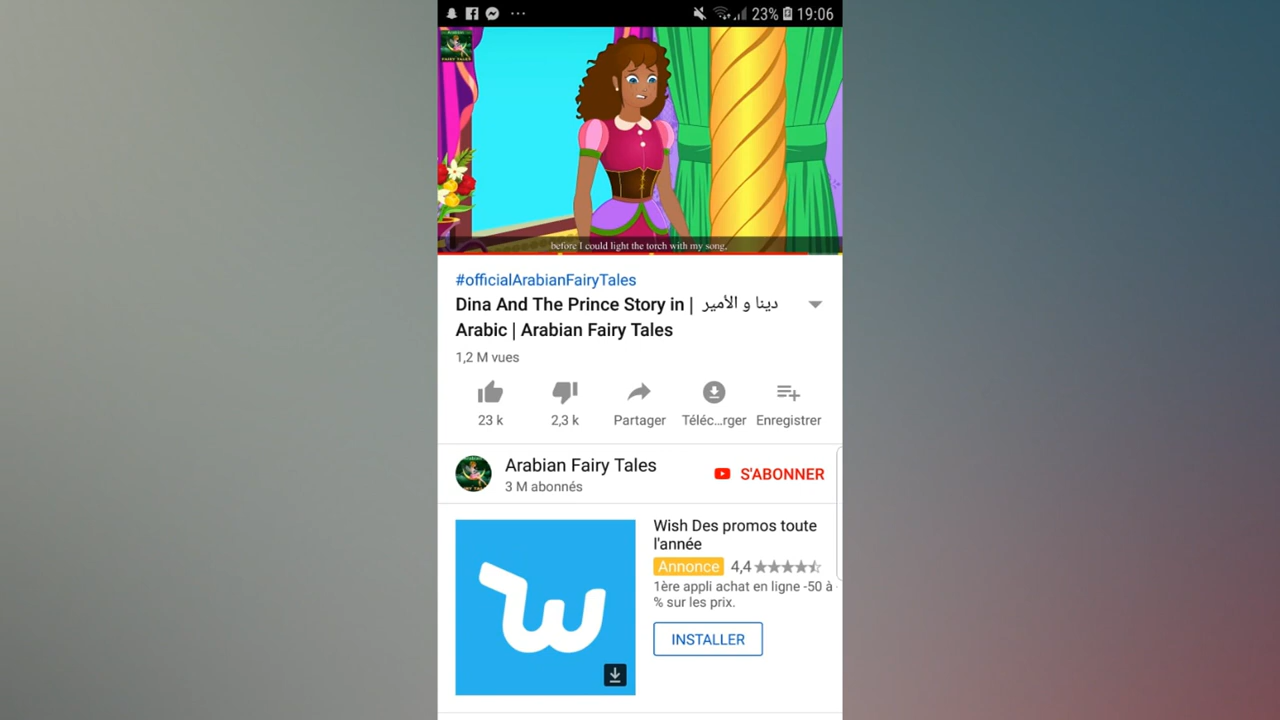 23% 19:06
ARABIAN
FAIRY TALES
before I could light the torch with my song.
#officialArabianFairyTales
Dina And The Prince Story in | دينا و الأمير
Arabic | Arabian Fairy Tales
1,2 M vues
23 k 2,3 k Partager Téléc...rger Enregistrer
Arabian Fairy Tales
S'ABONNER
3 M abonnés
Wish Des promos toute
l'année
Annonce 4,4
1ère appli achat en ligne -50 à
% sur les prix.
INSTALLER